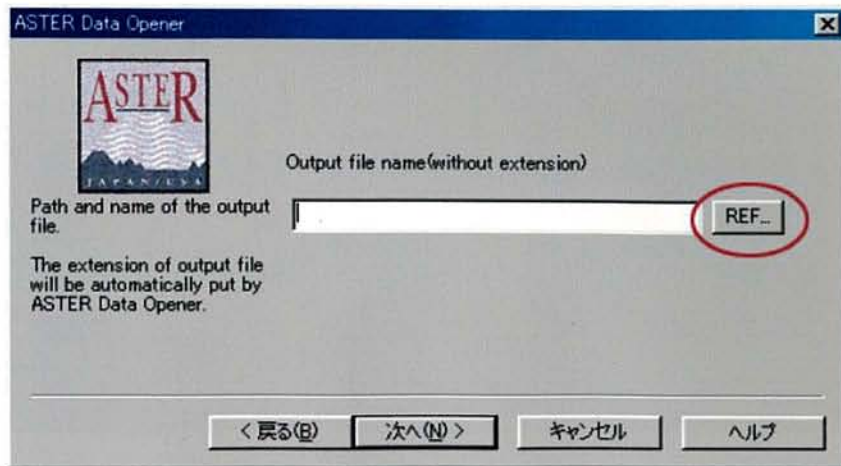 ASTER Data Opener
ASTER
JAPAN/USA
Output file name(without extension)
Path and name of the output
file.
REF...
The extension of output file
will be automatically put by
ASTER Data Opener.
< 戻る(B)
次へ(N) >
キャンセル
ヘルプ